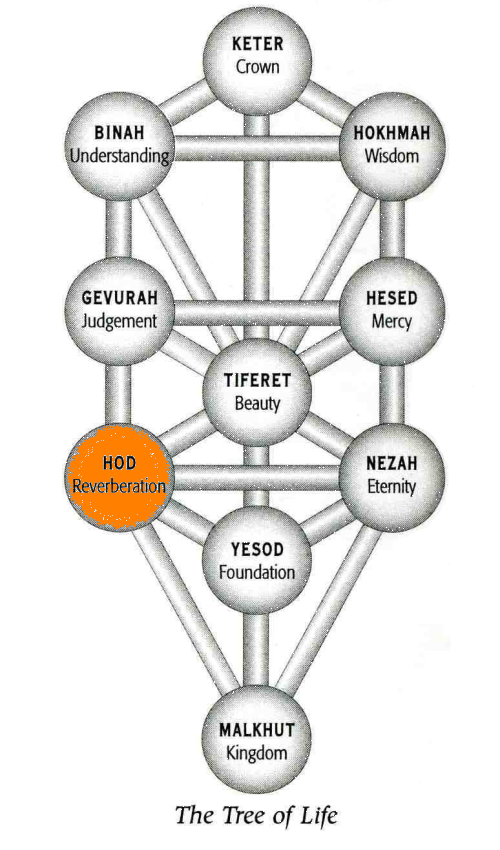 KETER
Crown
BINAH
Understanding
HOKHMAH
Wisdom
GEVURAH
Judgement
HESED
Mercy
TIFERET
Beauty
HOD
Reverberation
NEZAH
Eternity
YESOD
Foundation
MALKHUT
Kingdom
The Tree of Life